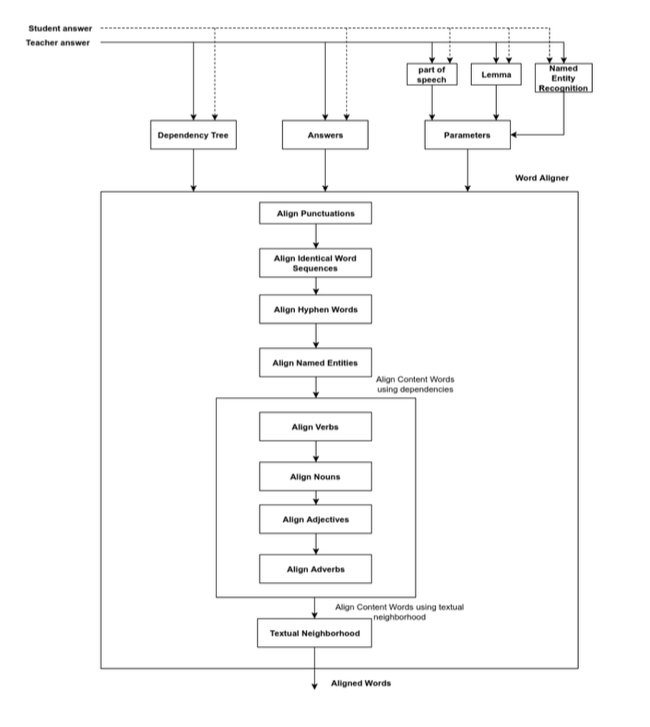 Student answer
Teacher answer
part of
speech
Lemma
Named
Entity
Recognition
Dependency Tree
Answers
Parameters
Word Aligner
Align Punctuations
Align Identical Word
Sequences
Align Hyphen Words
Align Named Entities
Align Content Words
using dependencies
Align Verbs
Align Nouns
Align Adjectives
Align Adverbs
Align Content Words using textual
neighborhood
Textual Neighborhood
Aligned Words